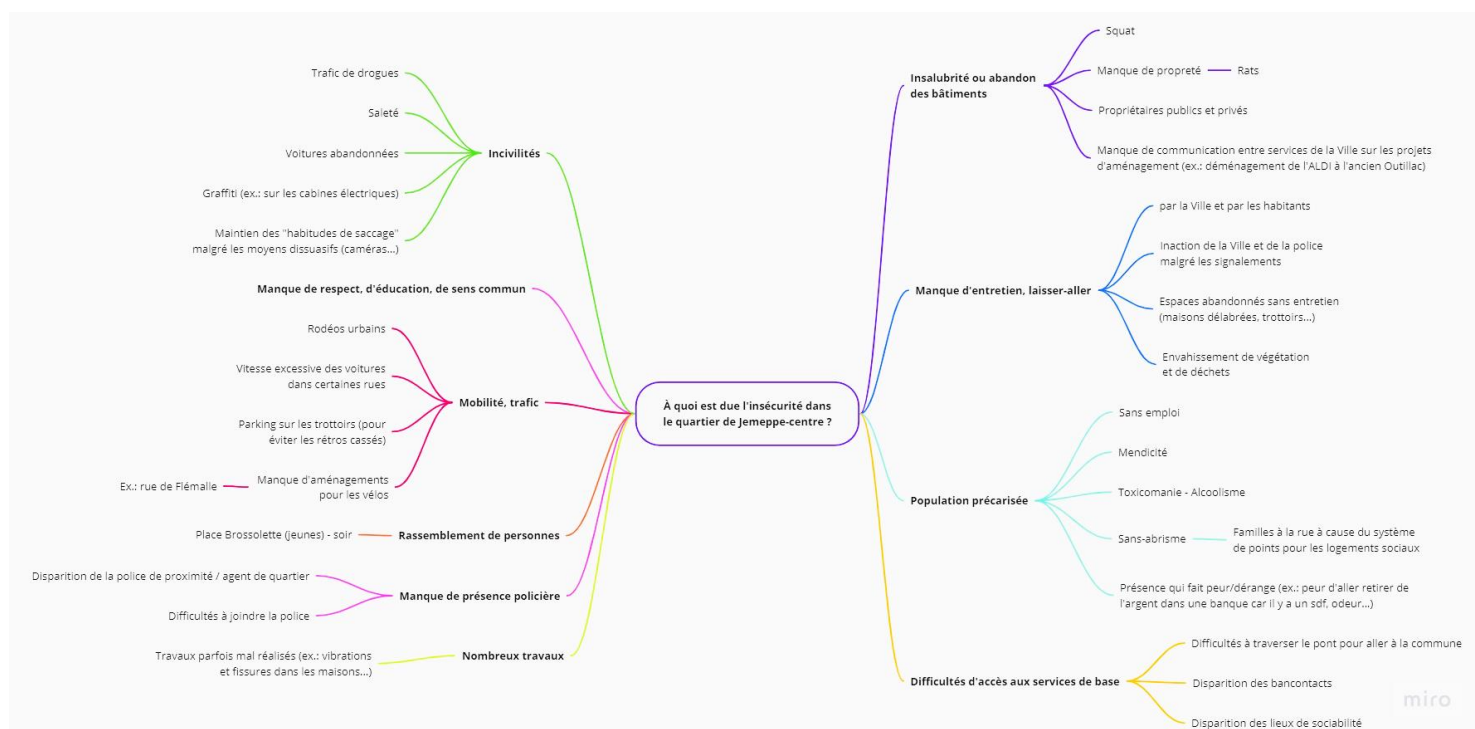 À quoi est due l'insécurité dans
le quartier de Jemeppe-centre ?
Incivilités
Trafic de drogues
Saleté
Voitures abandonnées
Graffiti (ex.: sur les cabines électriques)
Maintien des "habitudes de saccage"
malgré les moyens dissuasifs (caméras...)
Manque de respect, d'éducation, de sens commun
Mobilité, trafic
Rodéos urbains
Vitesse excessive des voitures
dans certaines rues
Parking sur les trottoirs (pour
éviter les rétros cassés)
Manque d'aménagements
pour les vélos
Ex.: rue de Flémalle
Rassemblement de personnes
Place Brossolette (jeunes) - soir
Manque de présence policière
Disparition de la police de proximité / agent de quartier
Difficultés à joindre la police
Nombreux travaux
Travaux parfois mal réalisés (ex.: vibrations
et fissures dans les maisons...)
Insalubrité ou abandon
des bâtiments
Squat
Manque de propreté
Rats
Propriétaires publics et privés
Manque de communication entre services de la Ville sur les projets
d'aménagement (ex.: déménagement de l'ALDI à l'ancien Outillac)
Manque d'entretien, laisser-aller
par la Ville et par les habitants
Inaction de la Ville et de la police
malgré les signalements
Espaces abandonnés sans entretien
(maisons délabrées, trottoirs...)
Envahissement de végétation
et de déchets
Population précarisée
Sans emploi
Mendicité
Toxicomanie - Alcoolisme
Sans-abrisme
Familles à la rue à cause du système
de points pour les logements sociaux
Présence qui fait peur/dérange (ex.: peur d'aller retirer de
l'argent dans une banque car il y a un sdf, odeur...)
Difficultés d'accès aux services de base
Difficultés à traverser le pont pour aller à la commune
Disparition des bancontacts
Disparition des lieux de sociabilité
miro